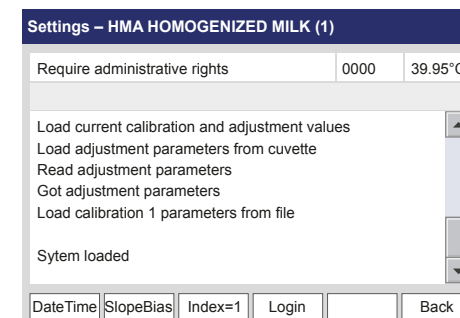 Settings – HMA HOMOGENIZED MILK (1)
Require administrative rights 0000 39.95°C
Load current calibration and adjustment values
Load adjustment parameters from cuvette
Read adjustment parameters
Got adjustment parameters
Load calibration 1 parameters from file
Sytem loaded
DateTime SlopeBias Index=1 Login Back